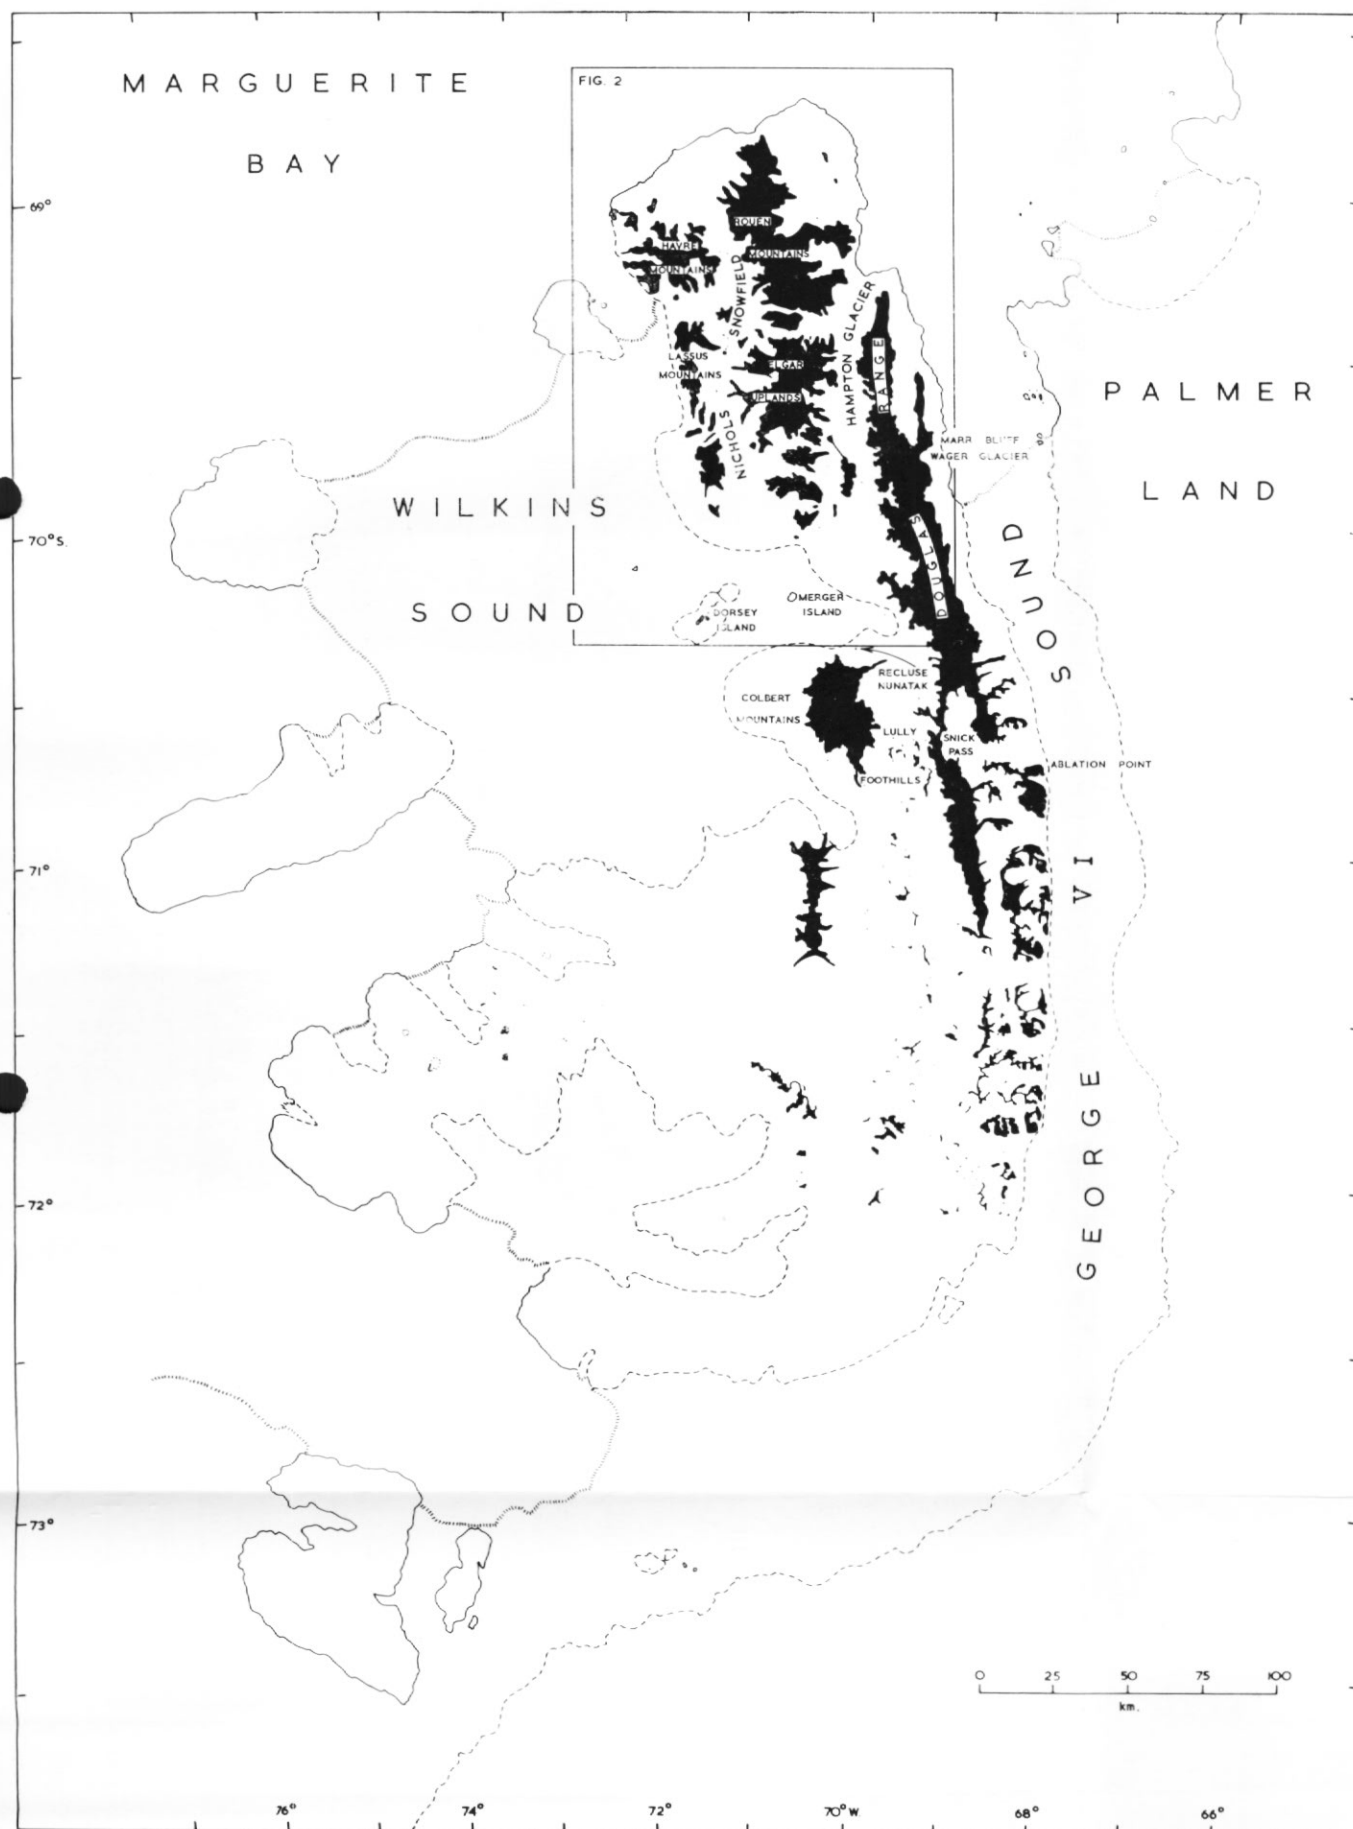 MARGUERITE
BAY
FIG. 2
69°
ROUEN
MOUNTAINS
HAVRE
MOUNTAINS
SNOWFIELD
NICHOLS
HAMPTON GLACIER
RANGE
LASSUS
MOUNTAINS
ELGAR
UPLANDS
PALMER
LAND
MARR BLUFF
WAGER GLACIER
WILKINS
SOUND
70°S.
DOUGLAS
SOUND
MERGER
ISLAND
DORSEY
ISLAND
RECLUSE
NUNATAK
COLBERT
MOUNTAINS
LULLY
FOOTHILLS
SNICK
PASS
ABLATION POINT
71°
VI
GEORGE
72°
73°
0 25 50 75 100
km.
76° 74° 72° 70°W. 68° 66°